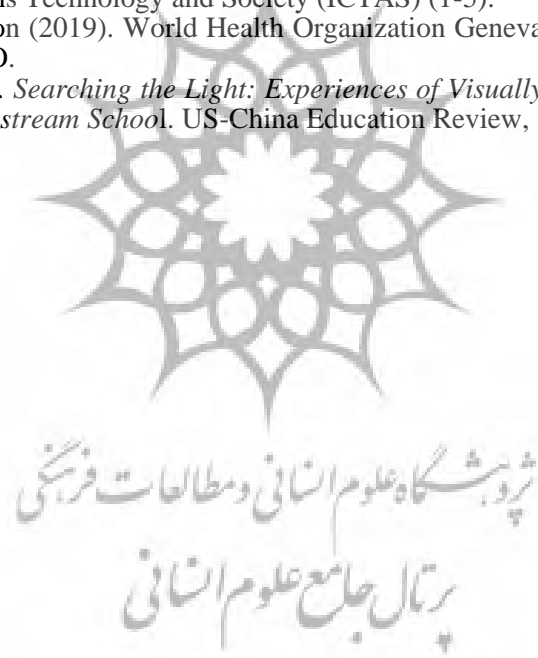 ns Technology and Society (ICTAS) (1-5).
on (2019). World Health Organization Geneva
O.
. Searching the Light: Experiences of Visually
stream School. US-China Education Review,
پژوهشگاه علوم انسانی و مطالعات فرهنگی
پرتال جامع علوم انسانی